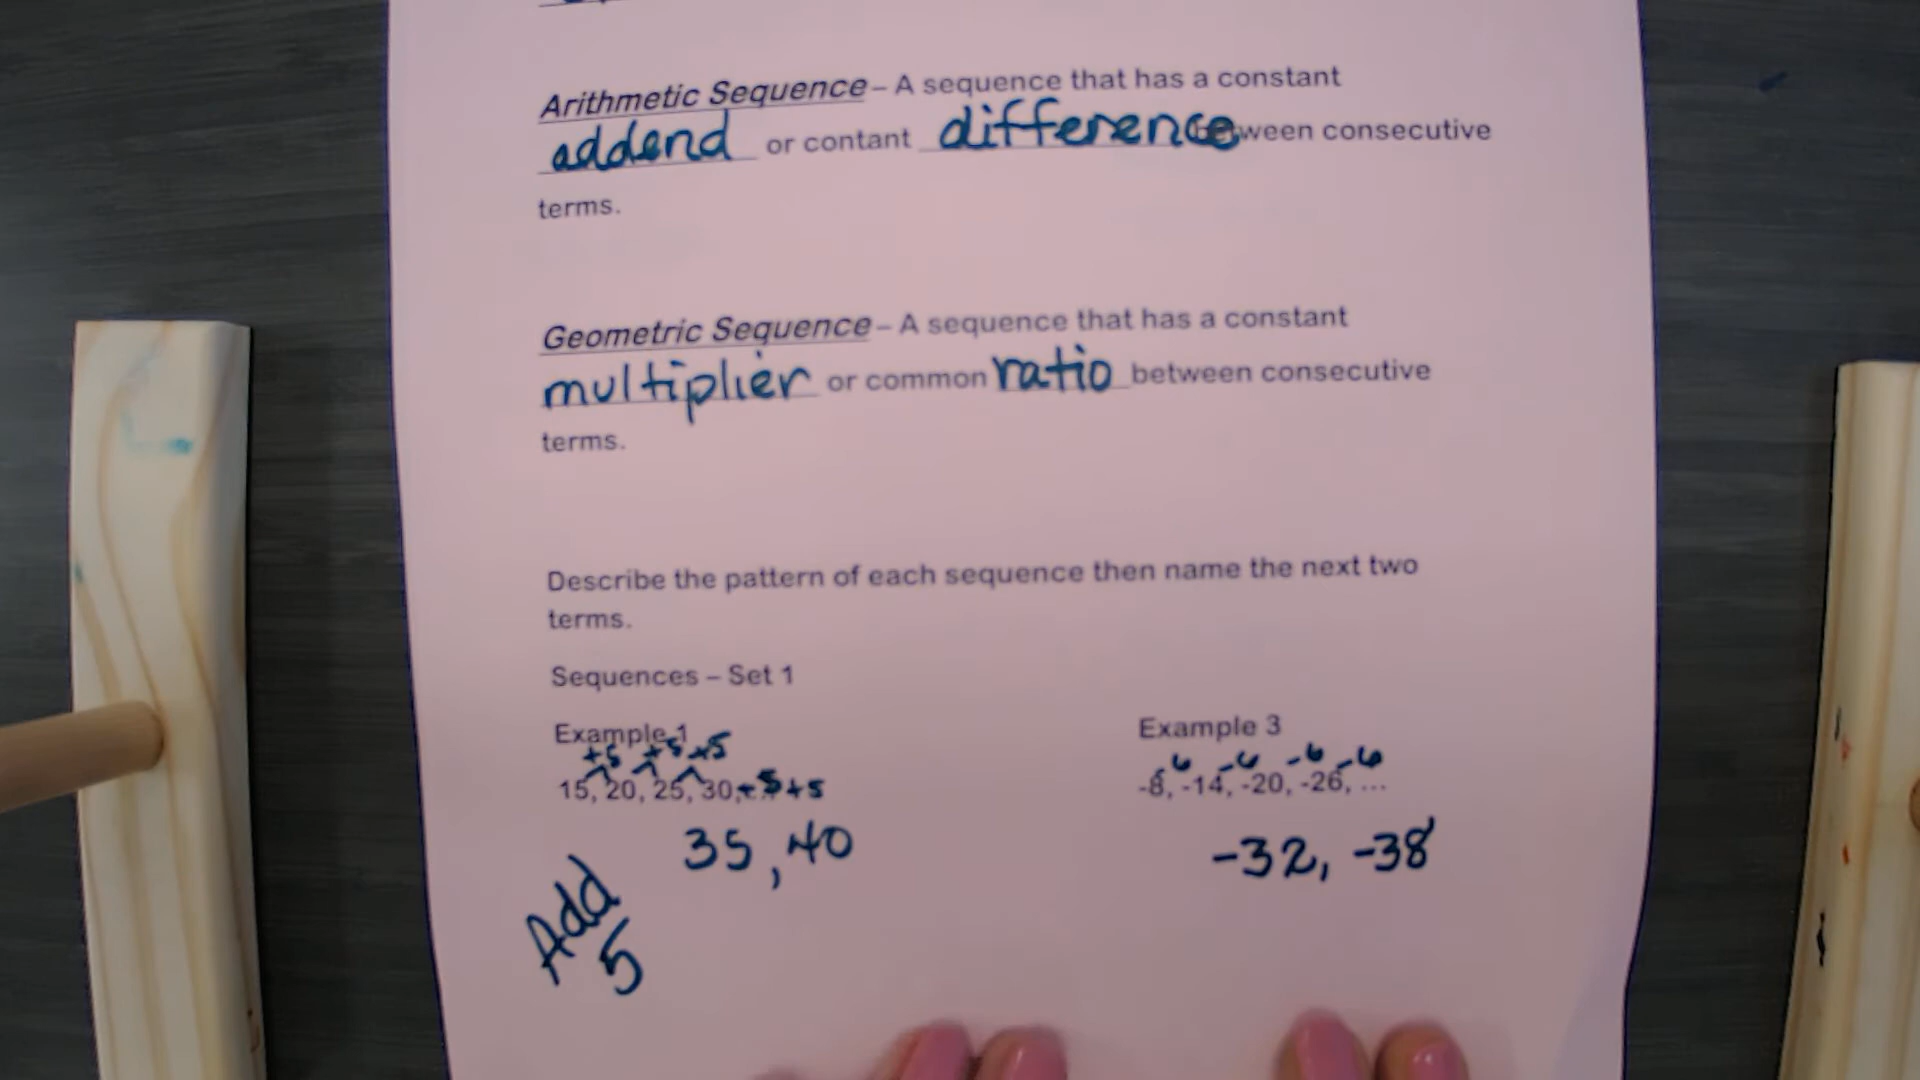 Arithmetic Sequence – A sequence that has a constant
addend or contant difference between consecutive
terms.
Geometric Sequence – A sequence that has a constant
multiplier or common ratio between consecutive
terms.
Describe the pattern of each sequence then name the next two
terms.
Sequences – Set 1
Example 1
+5 +5 +5
15, 20, 25, 30, +5 +5
35, 40
Add
5
Example 3
-6 -6 -6 -6
-8, -14, -20, -26, ...
-32, -38